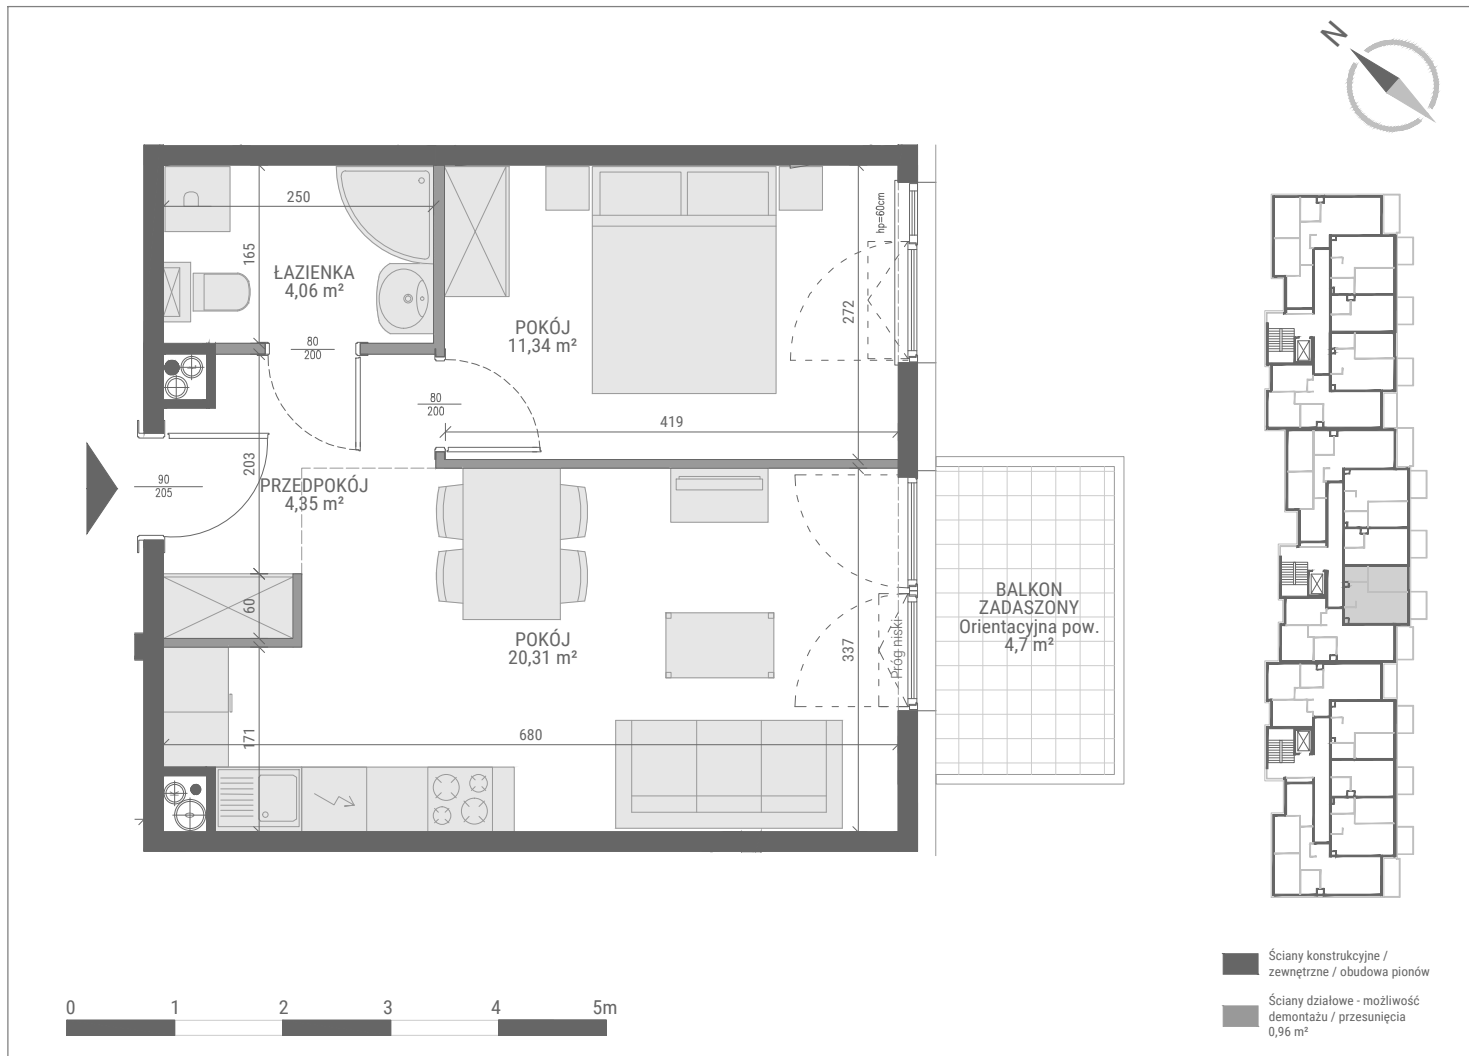 N
250
165
ŁAZIENKA
4,06 m²
80
200
POKÓJ
11,34 m²
hp=60cm
272
80
200
419
90
205
203
PRZEDPOKÓJ
4,35 m²
60
POKÓJ
20,31 m²
337
Próg niski
BALKON
ZADASZONY
Orientacyjna pow.
4,7 m²
171
680
0 1 2 3 4 5m
Ściany konstrukcyjne /
zewnętrzne / obudowa pionów
Ściany działowe - możliwość
demontażu / przesunięcia
0,96 m²